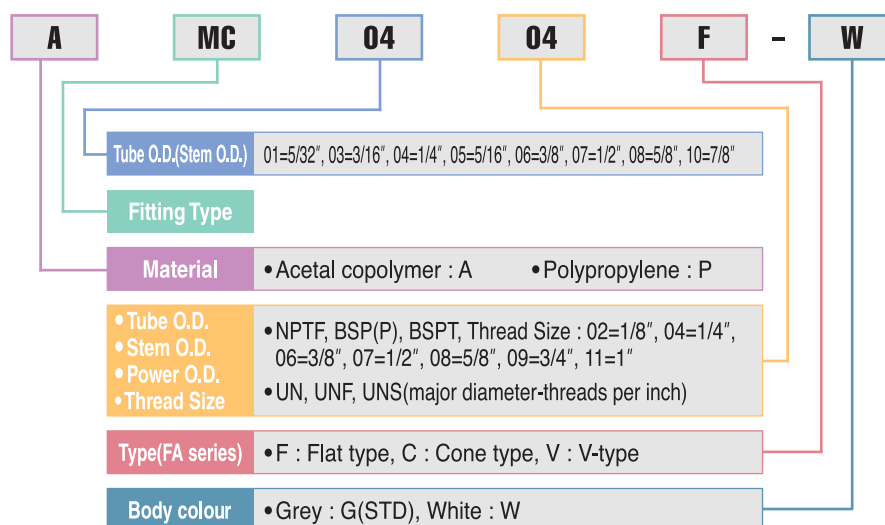 A MC 04 04 F - W
Tube O.D.(Stem O.D.) 01=5/32″, 03=3/16″, 04=1/4″, 05=5/16″, 06=3/8″, 07=1/2″, 08=5/8″, 10=7/8″
Fitting Type
Material •Acetal copolymer : A •Polypropylene : P
•Tube O.D.
•Stem O.D.
•Power O.D.
•Thread Size
•NPTF, BSP(P), BSPT, Thread Size : 02=1/8″, 04=1/4″,
06=3/8″, 07=1/2″, 08=5/8″, 09=3/4″, 11=1″
•UN, UNF, UNS(major diameter-threads per inch)
Type(FA series) •F : Flat type, C : Cone type, V : V-type
Body colour •Grey : G(STD), White : W